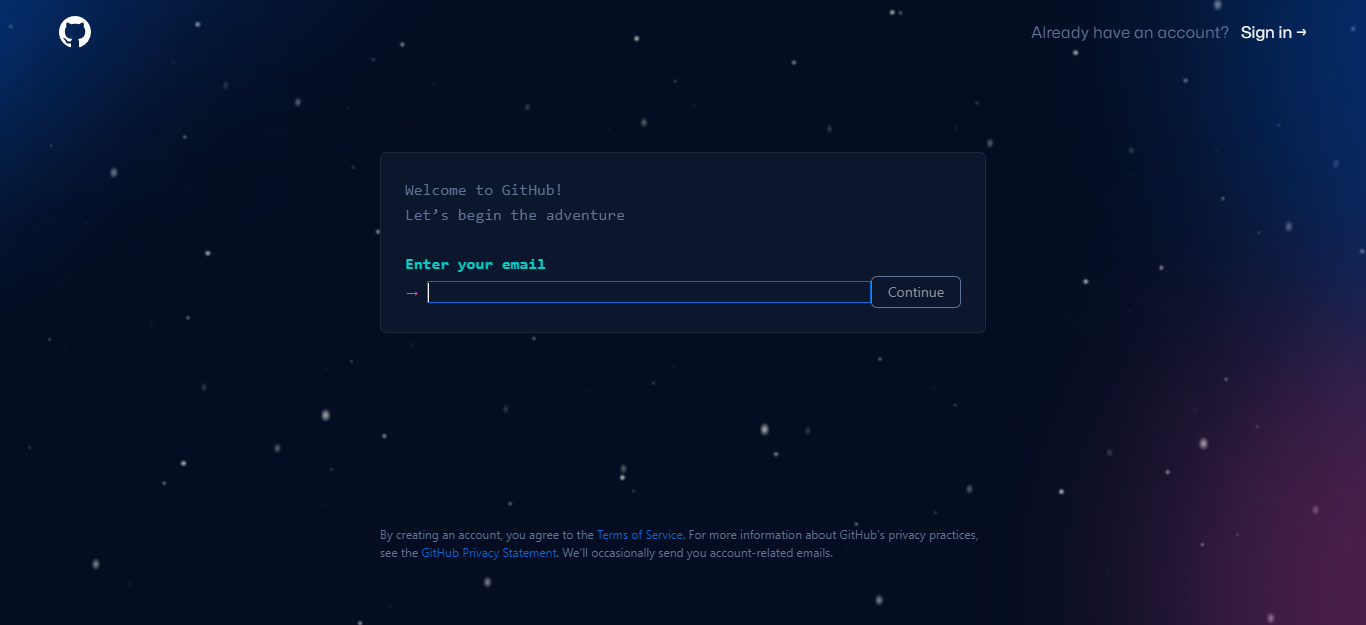 Already have an account? Sign in →
Welcome to GitHub!
Let’s begin the adventure
Enter your email
→ Continue
By creating an account, you agree to the Terms of Service. For more information about GitHub's privacy practices,
see the GitHub Privacy Statement. We'll occasionally send you account-related emails.